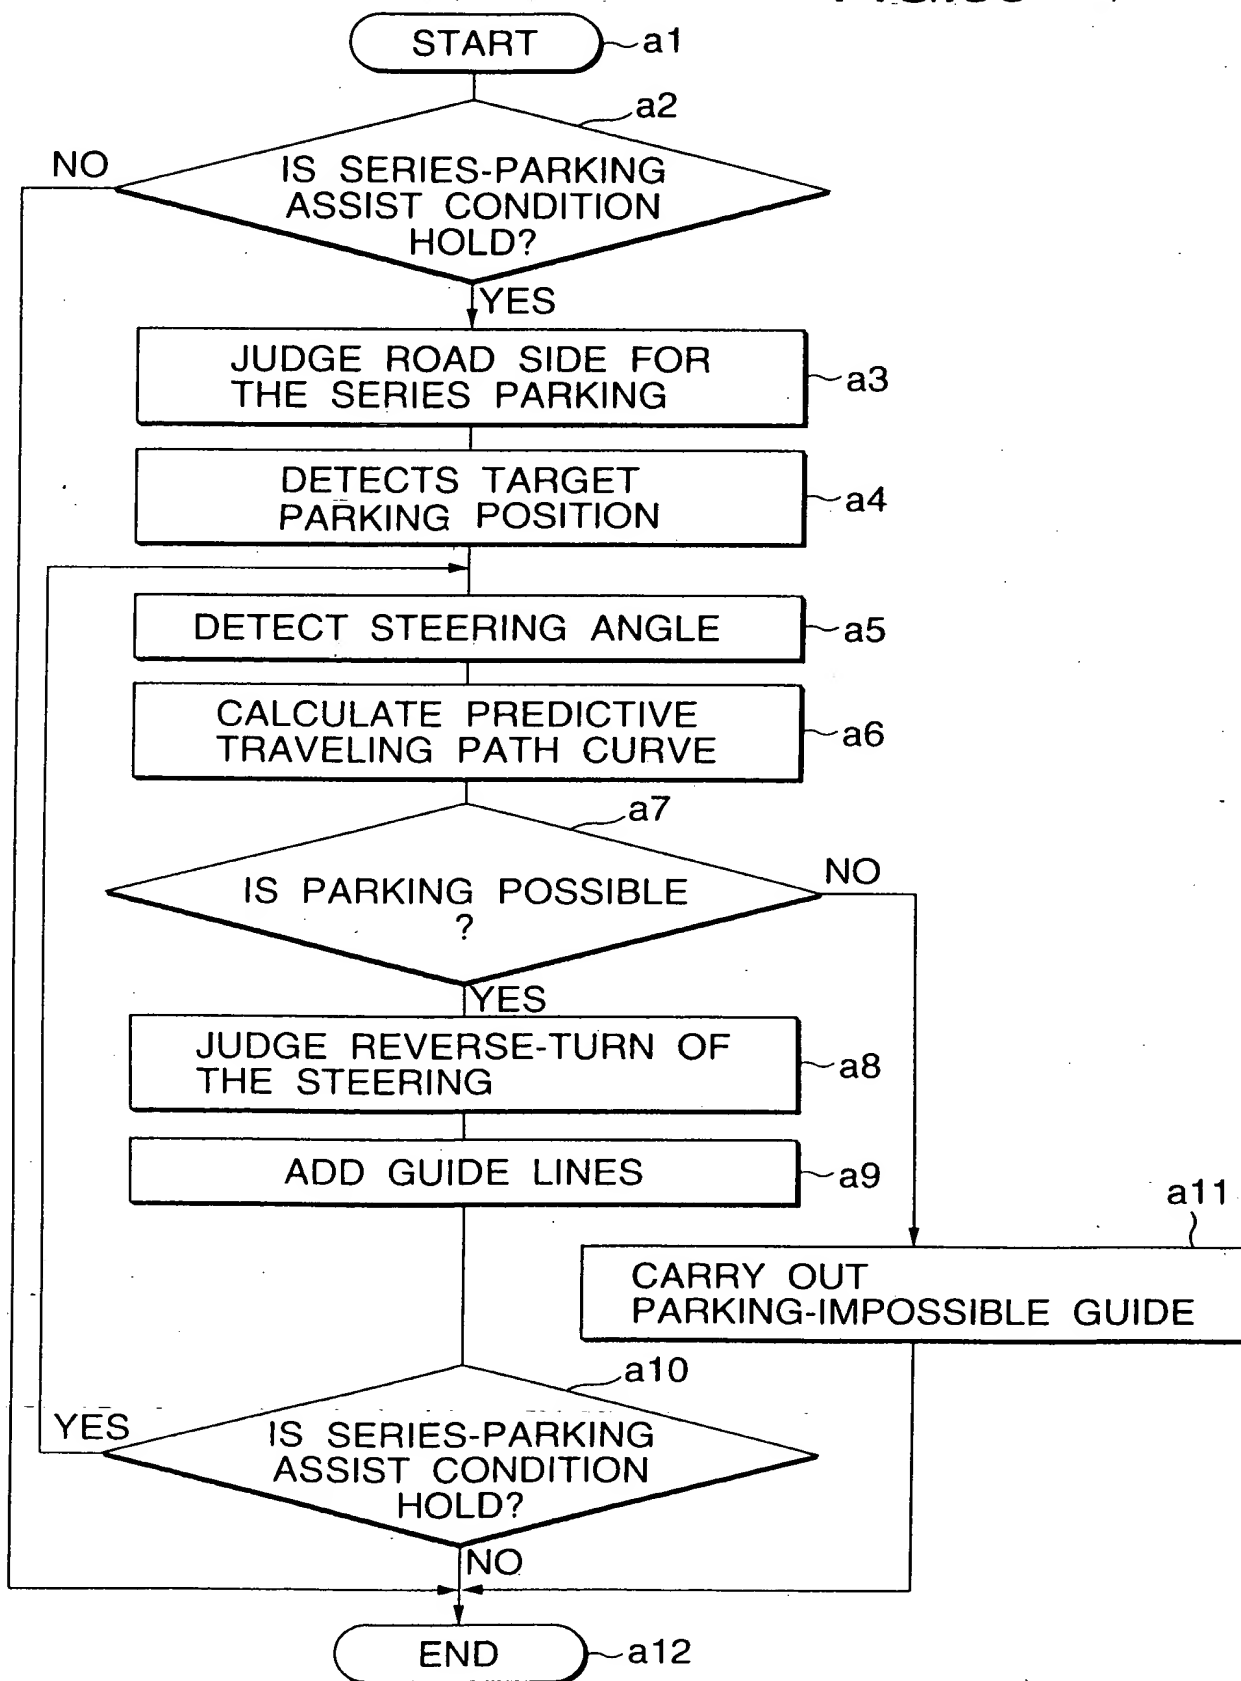 START
a1
a2
NO
IS SERIES-PARKING
ASSIST CONDITION
HOLD?
YES
JUDGE ROAD SIDE FOR
THE SERIES PARKING
a3
DETECTS TARGET
PARKING POSITION
a4
DETECT STEERING ANGLE
a5
CALCULATE PREDICTIVE
TRAVELING PATH CURVE
a6
a7
IS PARKING POSSIBLE
?
NO
YES
JUDGE REVERSE-TURN OF
THE STEERING
a8
ADD GUIDE LINES
a9
a11
CARRY OUT
PARKING-IMPOSSIBLE GUIDE
a10
YES
IS SERIES-PARKING
ASSIST CONDITION
HOLD?
NO
END
a12